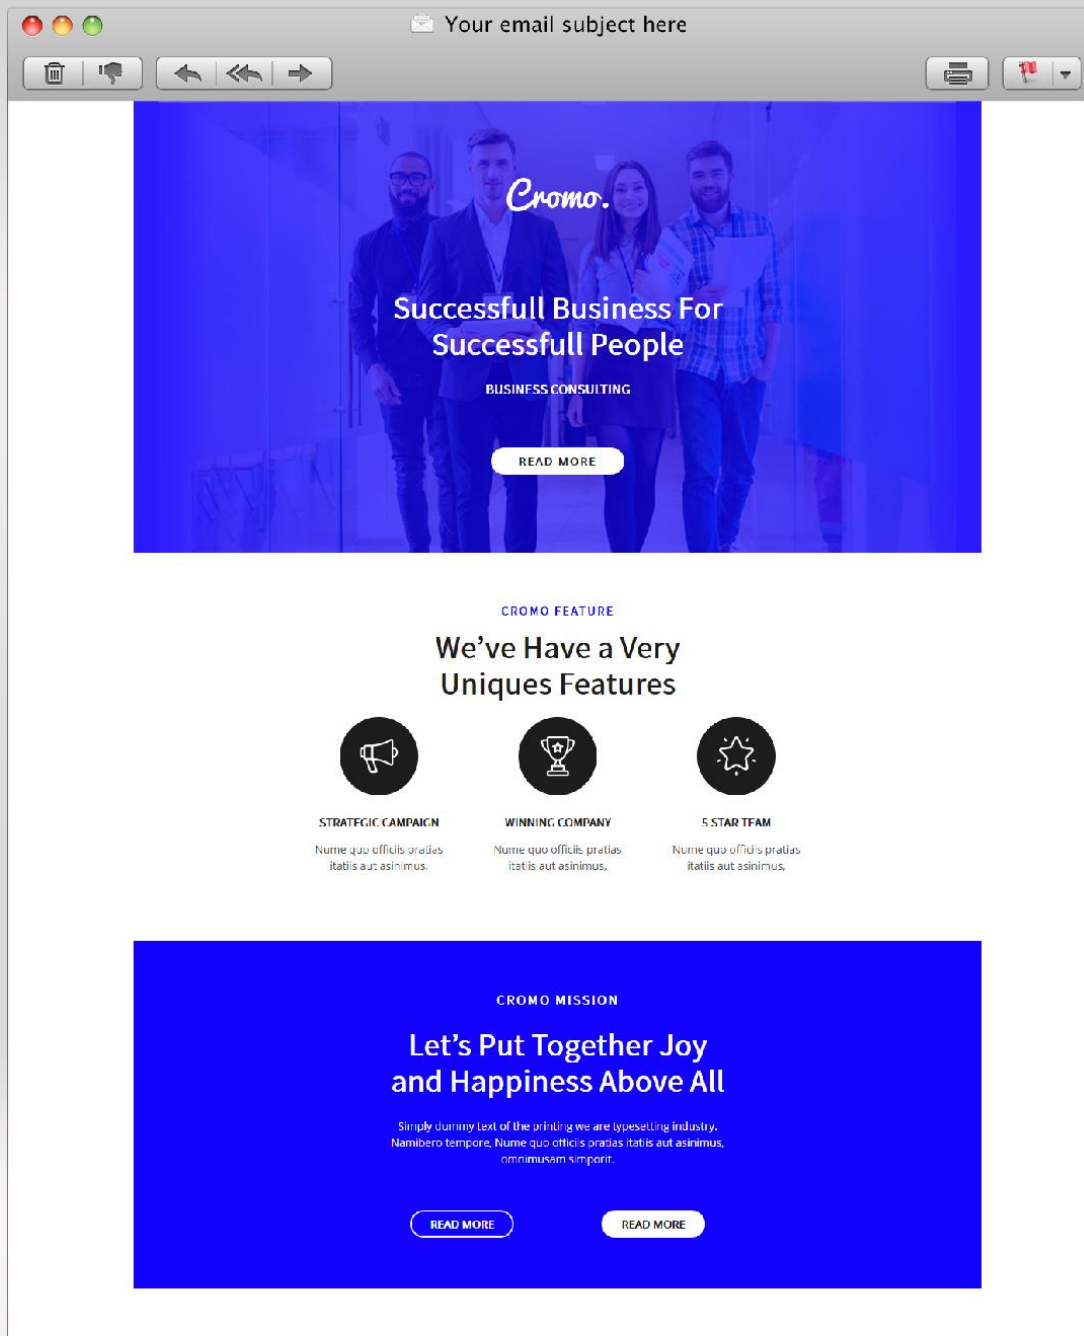 Your email subject here
Cromo.
Successfull Business For
Successfull People
BUSINESS CONSULTING
READ MORE
CROMO FEATURE
We've Have a Very
Uniques Features
STRATEGIC CAMPAIGN
Nume quo officiis pratias
itatiis aut asinimus.
WINNING COMPANY
Nume quo officiis pratias
itatiis aut asinimus,
5 STAR TEAM
Nume quo officiis pratias
itatiis aut asinimus,
CROMO MISSION
Let's Put Together Joy
and Happiness Above All
Simply dummy text of the printing we are typesetting industry.
Namibero tempore, Nume quo officiis pratias itatiis aut asinimus,
omnimusam simporit.
READ MORE
READ MORE